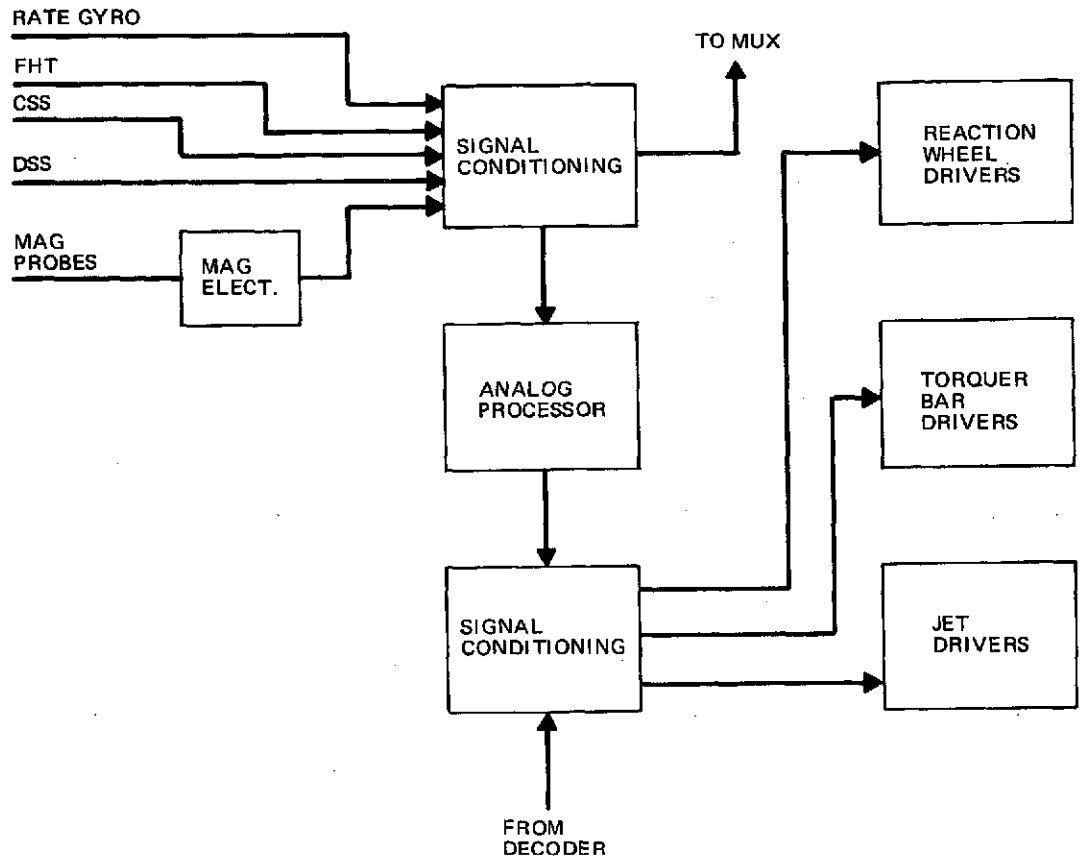 RATE GYRO
FHT
CSS
DSS
MAG
PROBES
MAG
ELECT.
SIGNAL
CONDITIONING
TO MUX
REACTION
WHEEL
DRIVERS
ANALOG
PROCESSOR
TORQUER
BAR
DRIVERS
SIGNAL
CONDITIONING
JET
DRIVERS
FROM
DECODER